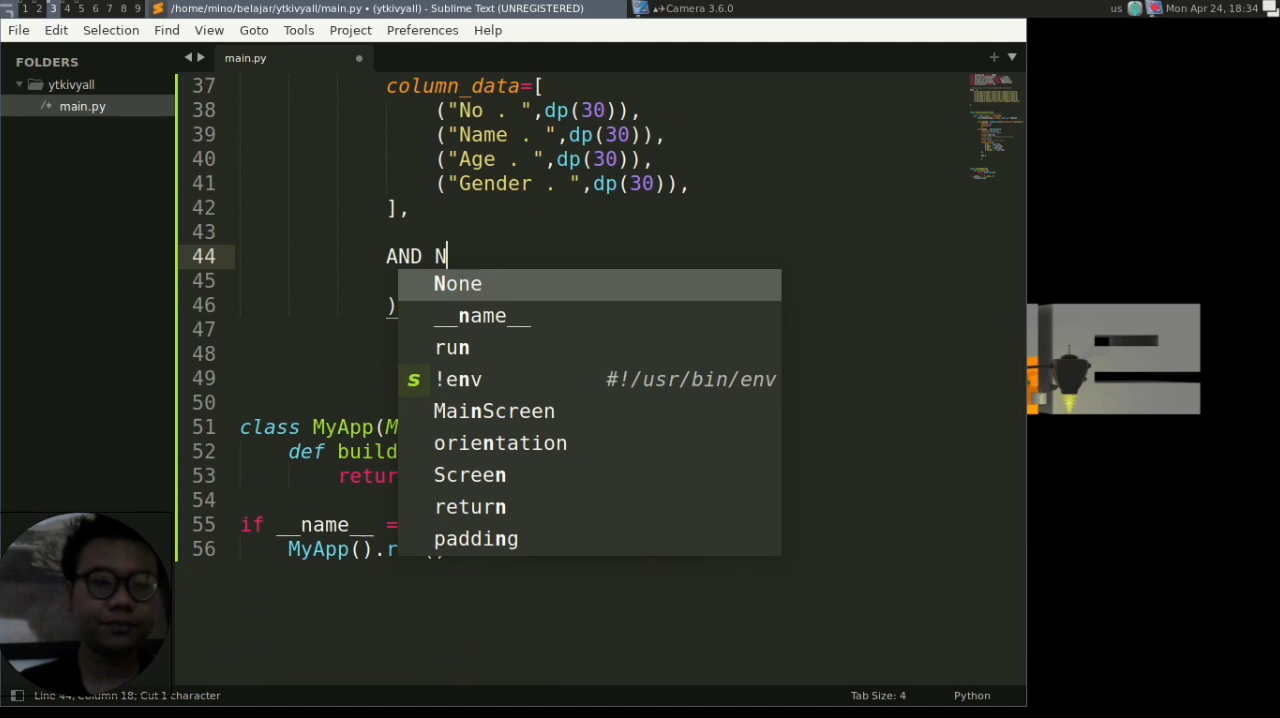 1 2 3 4 5 6 7 8 9 /home/mino/belajar/ytkivyall/main.py • (ytkivyall) - Sublime Text (UNREGISTERED) Camera 3.6.0 us Mon Apr 24, 18:34
File Edit Selection Find View Goto Tools Project Preferences Help
FOLDERS
ytkivyall
/* main.py
main.py
37 column_data=[
38 ("No . ",dp(30)),
39 ("Name . ",dp(30)),
40 ("Age . ",dp(30)),
41 ("Gender . ",dp(30)),
42 ],
43
44 AND N
45
46 )
47
48
49
50
51 class MyApp(M
52 def build
53 retur
54
55 if __name__ =
56 MyApp().r
None
__name__
run
s !env #!/usr/bin/env
MainScreen
orientation
Screen
return
padding
Line 44, Column 18; Cut 1 character
Tab Size: 4 Python